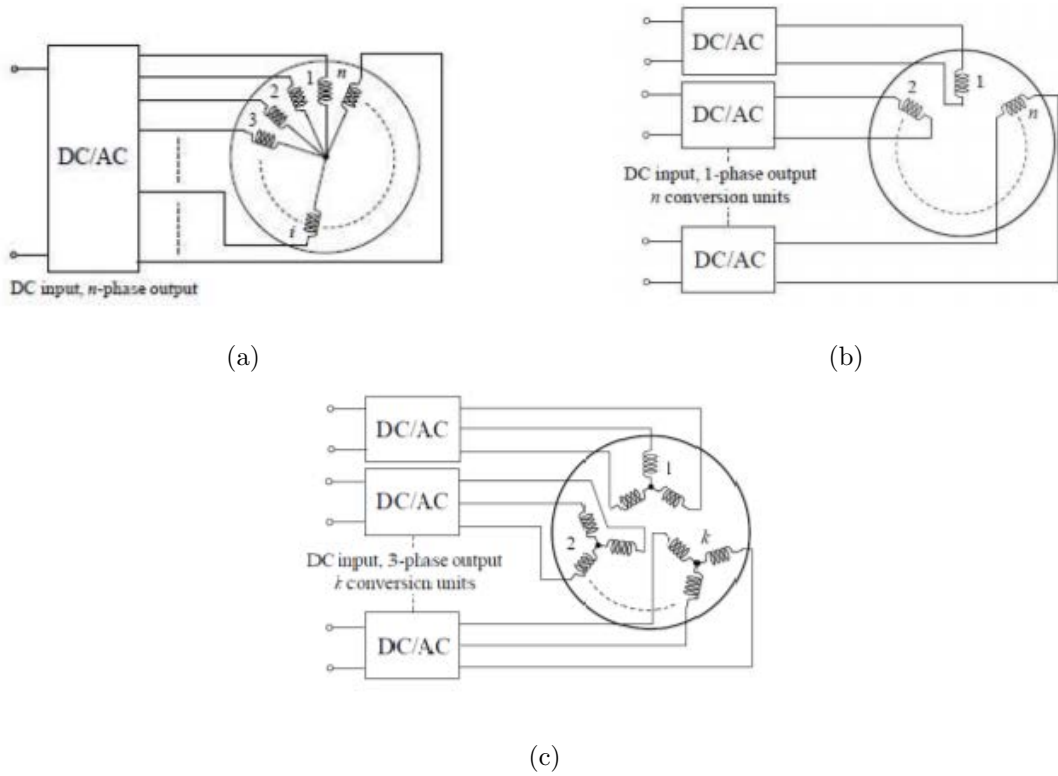 DC/AC
1
n
2
3
i
DC input, n-phase output
(a)
DC/AC
DC/AC
DC input, 1-phase output
n conversion units
DC/AC
1
2
n
(b)
DC/AC
DC/AC
DC input, 3-phase output
k conversion units
DC/AC
1
2
k
(c)